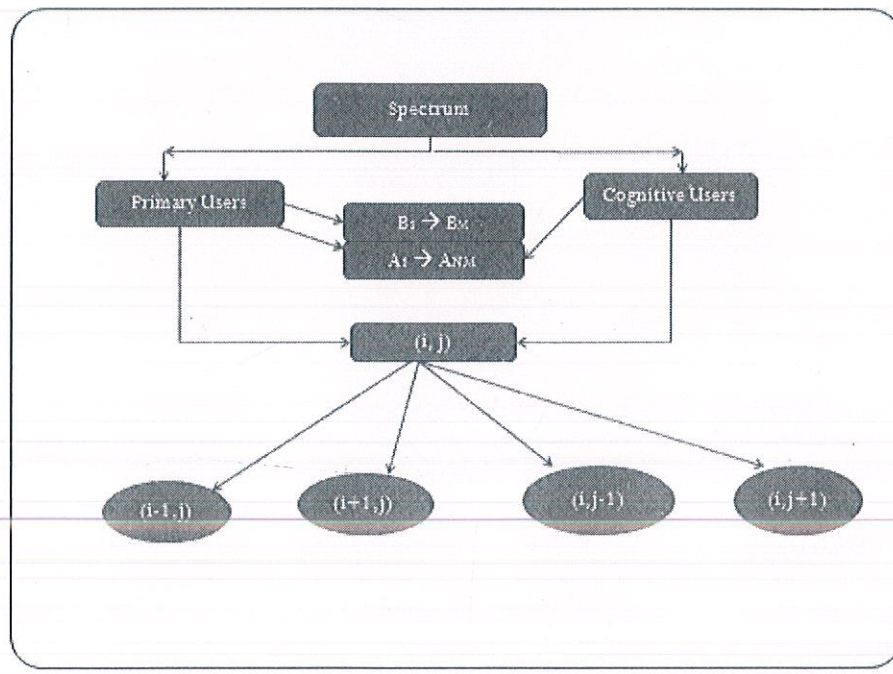 Spectrum
Primary Users
Cognitive Users
B1 → BM
A1 → ANM
(i, j)
(i-1,j)
(i+1,j)
(i,j-1)
(i,j+1)